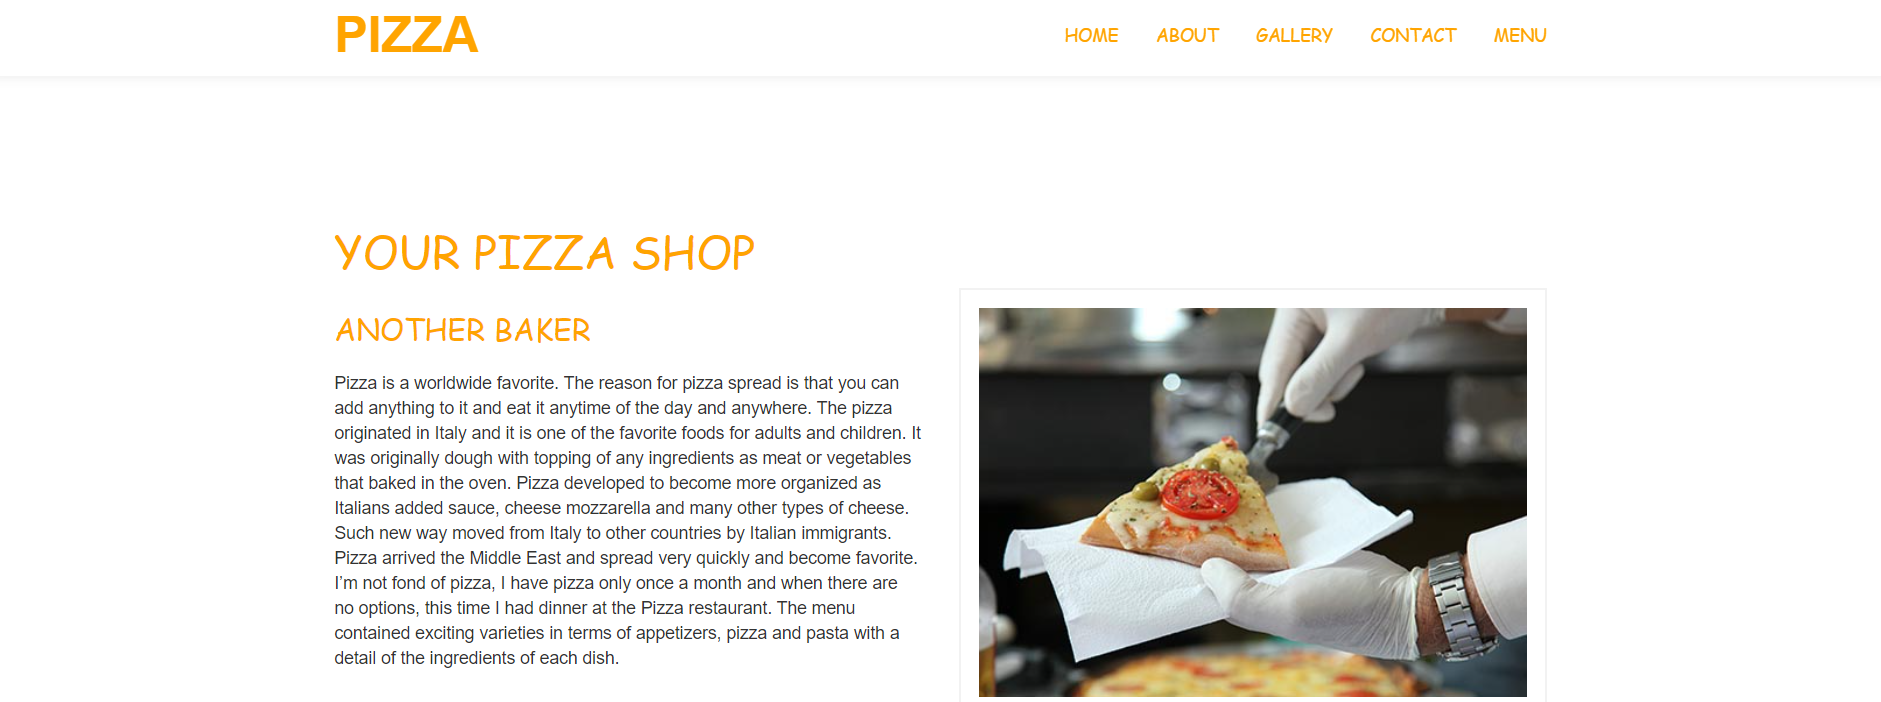 PIZZA
HOME ABOUT GALLERY CONTACT MENU
YOUR PIZZA SHOP
ANOTHER BAKER
Pizza is a worldwide favorite. The reason for pizza spread is that you can
add anything to it and eat it anytime of the day and anywhere. The pizza
originated in Italy and it is one of the favorite foods for adults and children. It
was originally dough with topping of any ingredients as meat or vegetables
that baked in the oven. Pizza developed to become more organized as
Italians added sauce, cheese mozzarella and many other types of cheese.
Such new way moved from Italy to other countries by Italian immigrants.
Pizza arrived the Middle East and spread very quickly and become favorite.
I’m not fond of pizza, I have pizza only once a month and when there are
no options, this time I had dinner at the Pizza restaurant. The menu
contained exciting varieties in terms of appetizers, pizza and pasta with a
detail of the ingredients of each dish.